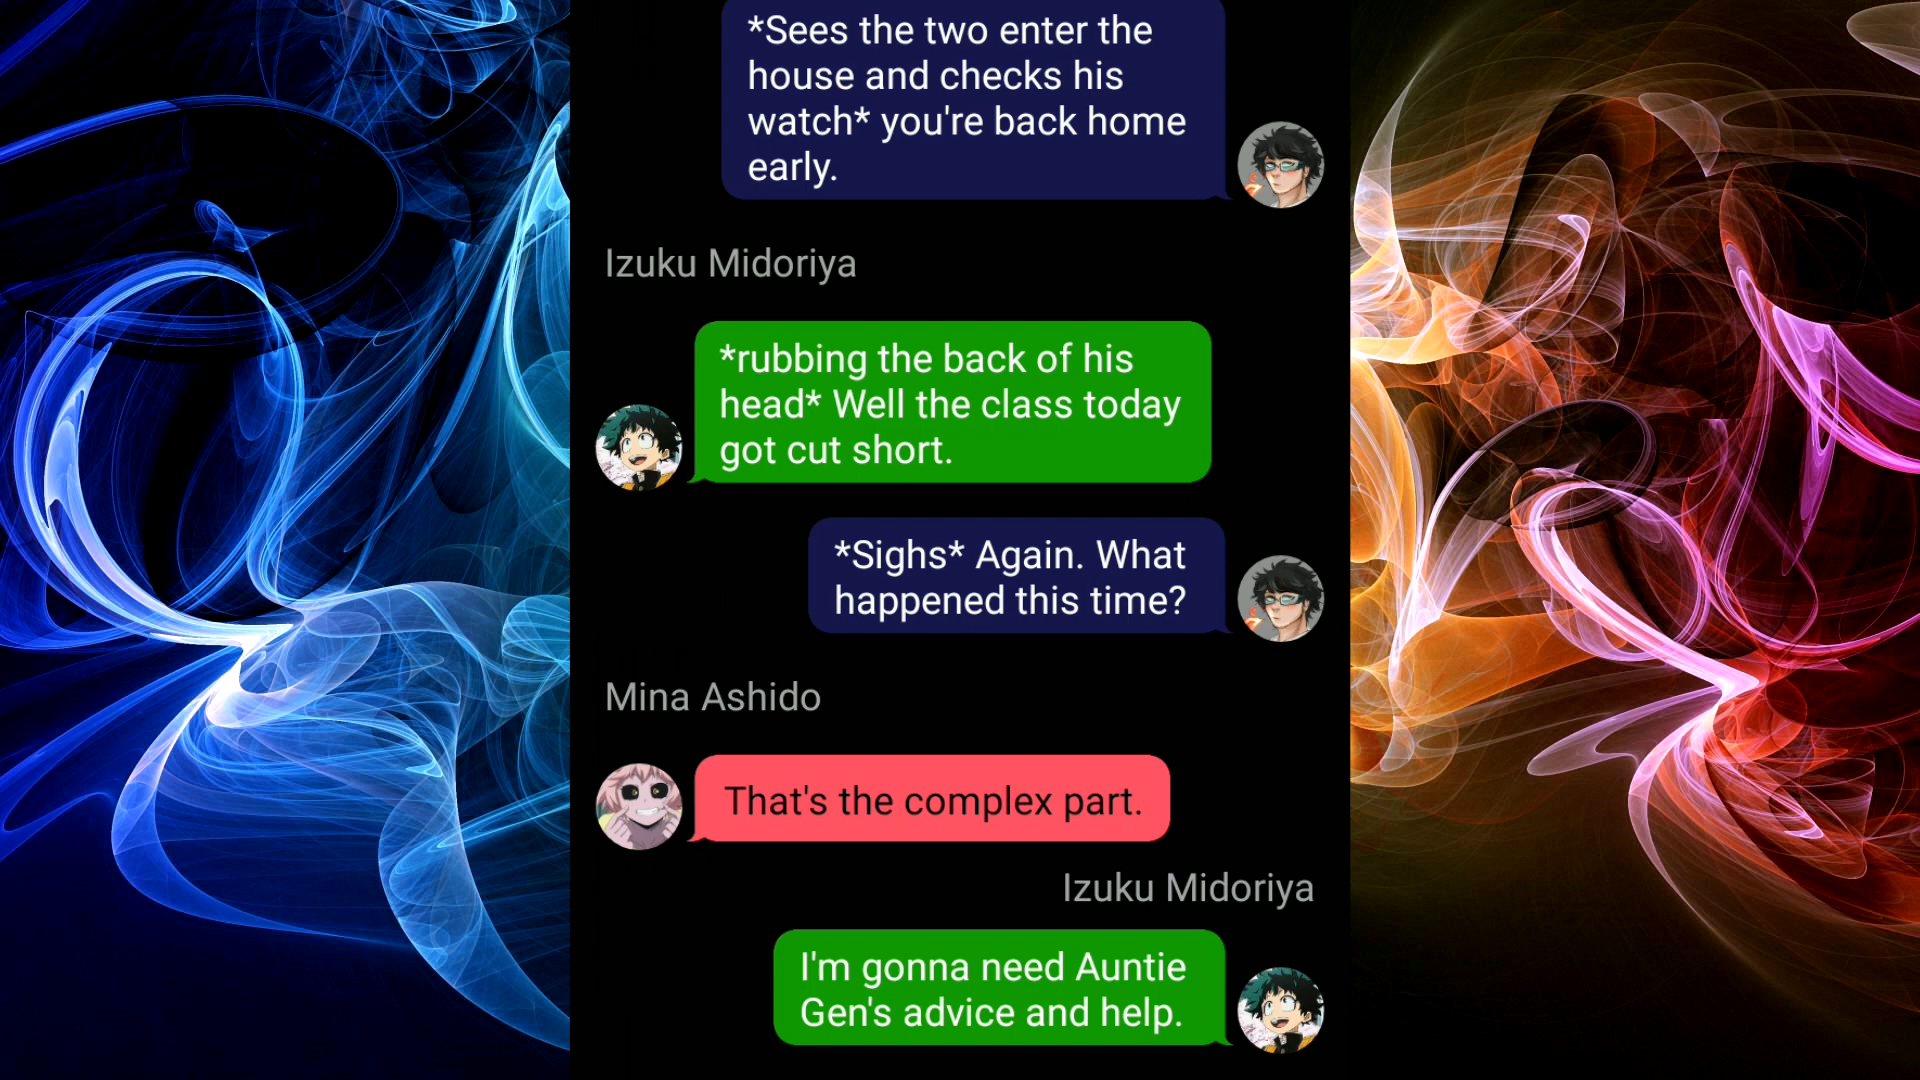 *Sees the two enter the
house and checks his
watch* you're back home
early.
Izuku Midoriya
*rubbing the back of his
head* Well the class today
got cut short.
*Sighs* Again. What
happened this time?
Mina Ashido
That's the complex part.
Izuku Midoriya
I'm gonna need Auntie
Gen's advice and help.